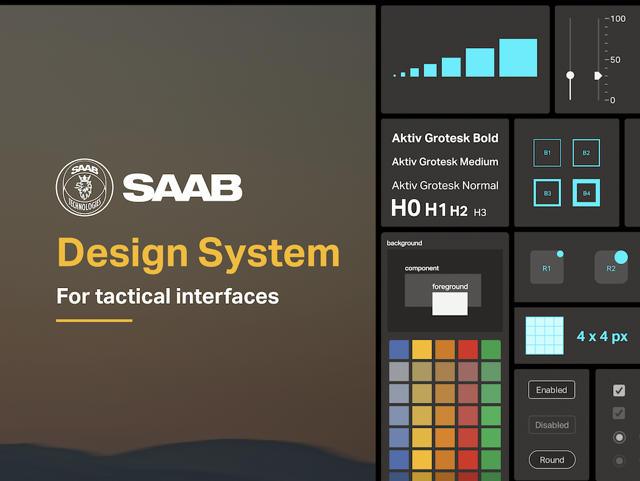 SAAB
TECHNOLOGIES
SAAB
Design System
For tactical interfaces
100
50
0
Aktiv Grotesk Bold
Aktiv Grotesk Medium
Aktiv Grotesk Normal
H0 H1 H2 H3
B1 B2
B3 B4
background
component
foreground
R1 R2
4 x 4 px
Enabled
Disabled
Round